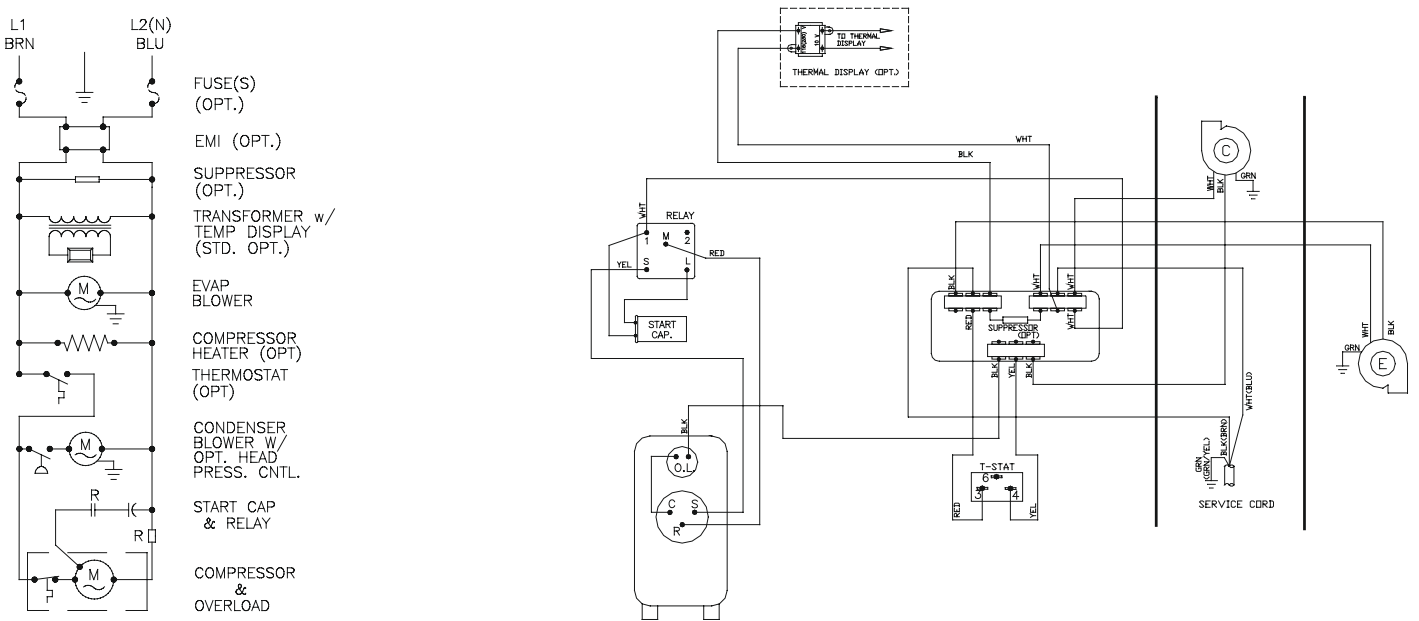 L1
BRN
L2(N)
BLU
FUSE(S)
(OPT.)
EMI (OPT.)
SUPPRESSOR
(OPT.)
TRANSFORMER w/
TEMP DISPLAY
(STD. OPT.)
M
EVAP
BLOWER
COMPRESSOR
HEATER (OPT)
THERMOSTAT
(OPT)
M
CONDENSER
BLOWER W/
OPT. HEAD
PRESS. CNTL.
R
R
START CAP
& RELAY
M
COMPRESSOR
&
OVERLOAD
10 V
TO THERMAL
DISPLAY
THERMAL DISPLAY (OPT.)
WHT
BLK
WHT
RELAY
1
M
2
RED
YEL
S
L
START
CAP.
BLK
O.L.
C
S
R
BLK
WHT
WHT
RED
SUPPRESSOR
(OPT)
WHT
BLK
YEL
BLK
T-STAT
6
3
4
RED
YEL
C
WHT
BLK
GRN
WHT(BLU)
BLK(BRN)
GRN
(GRN/YEL)
SERVICE CORD
WHT
BLK
GRN
E